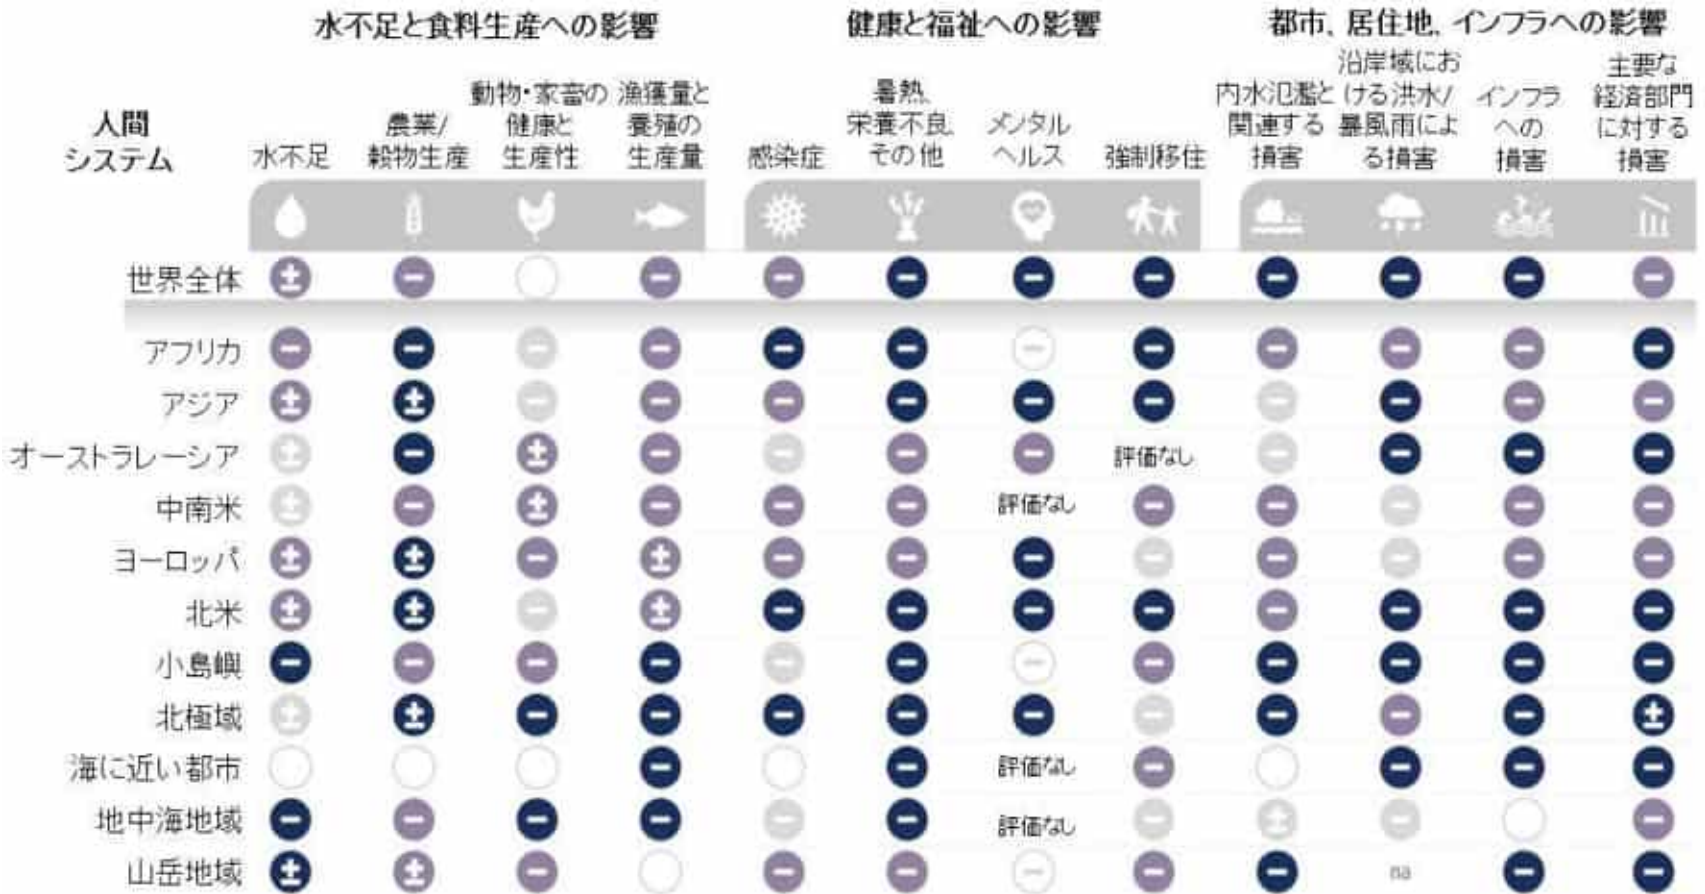 水不足と食料生産への影響
健康と福祉への影響
都市、居住地、インフラへの影響
人間
システム
水不足
農業/
穀物生産
動物・家畜の
健康と
生産性
漁獲量と
養殖の
生産量
感染症
暑熱、
栄養不良、
その他
メンタル
ヘルス
強制移住
内水氾濫と
関連する
損害
沿岸域にお
ける洪水/
暴風雨によ
る損害
インフラ
への
損害
主要な
経済部門
に対する
損害
世界全体
アフリカ
アジア
オーストラレーシア
評価なし
中南米
評価なし
ヨーロッパ
北米
小島嶼
北極域
海に近い都市
評価なし
地中海地域
評価なし
山岳地域
na